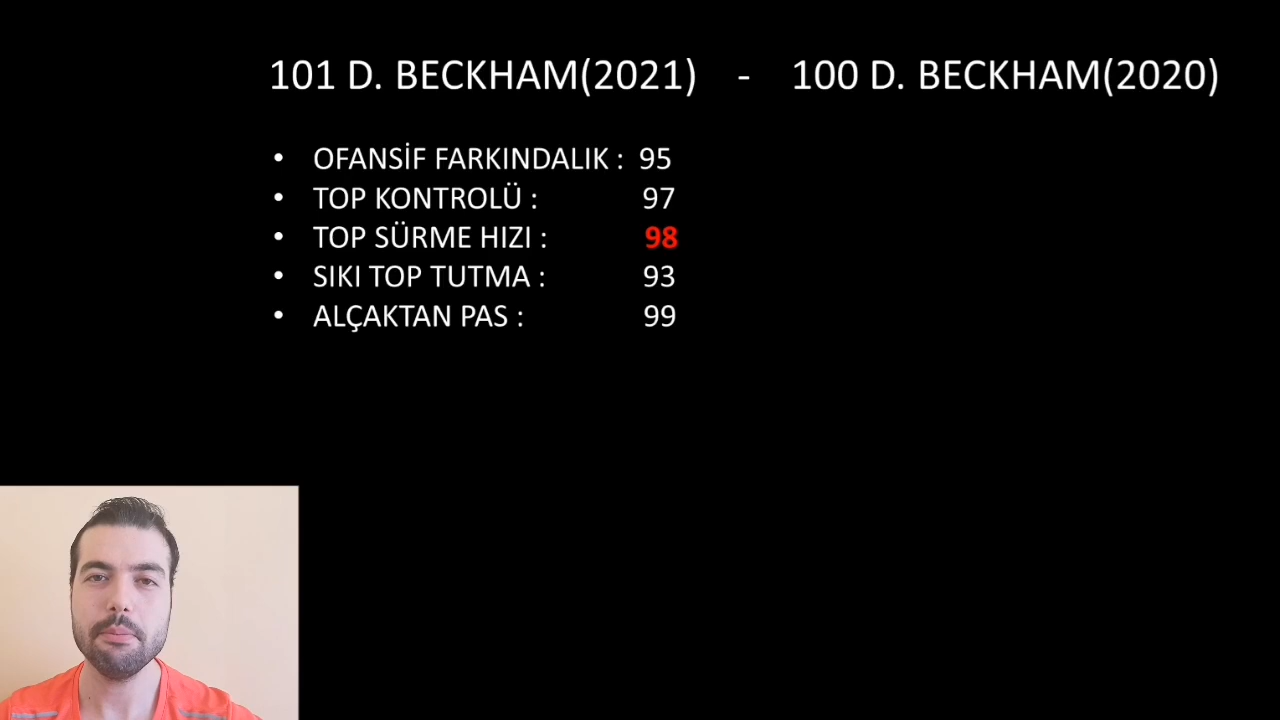 101 D. BECKHAM(2021) - 100 D. BECKHAM(2020)
• OFANSİF FARKINDALIK : 95
• TOP KONTROLÜ : 97
• TOP SÜRME HIZI : 98
• SIKI TOP TUTMA : 93
• ALÇAKTAN PAS : 99